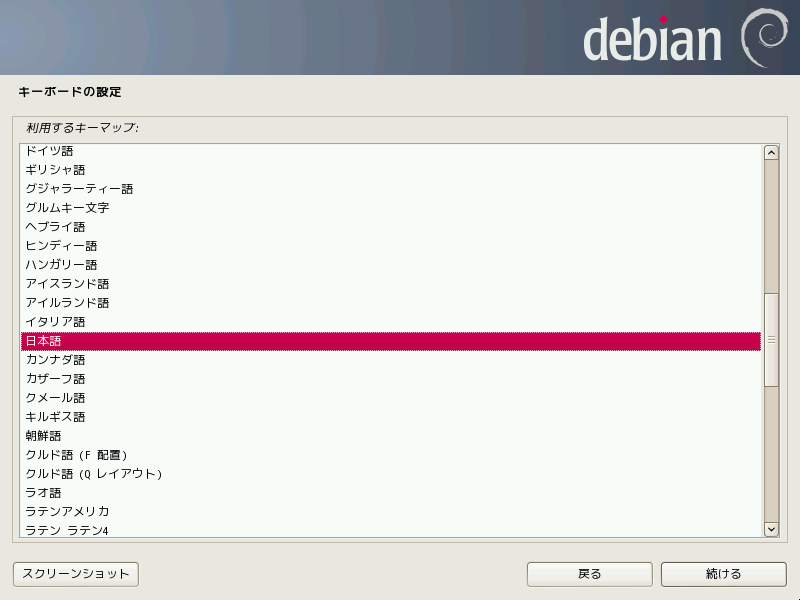 debian
キーボードの設定
利用するキーマップ:
ドイツ語
ギリシャ語
グジャラーティー語
グルムキー文字
ヘブライ語
ヒンディー語
ハンガリー語
アイスランド語
アイルランド語
イタリア語
日本語
カンナダ語
カザーフ語
クメール語
キルギス語
朝鮮語
クルド語 (F 配置)
クルド語 (Q レイアウト)
ラオ語
ラテンアメリカ
ラテン ラテン4
スクリーンショット
戻る
続ける